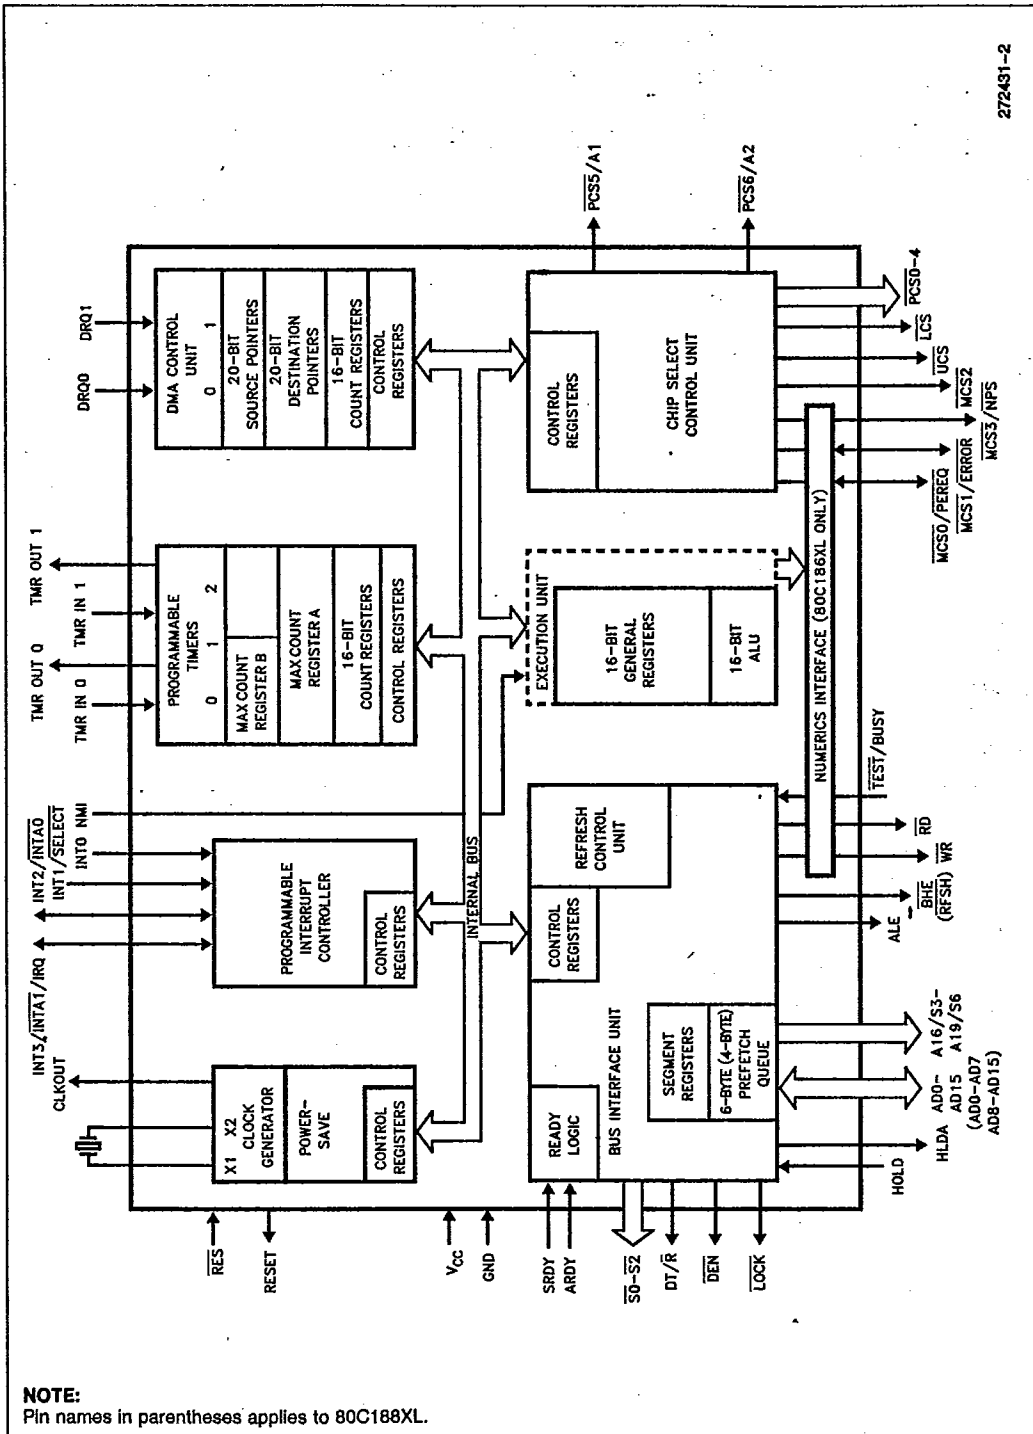 INT3/INTA1/IRQ
INT2/INTA0
INT1/SELECT
CLKOUT
INT0
NMI
TMR OUT 0
TMR IN 0
TMR OUT 1
TMR IN 1
DRQ0
DRQ1
X1 X2
CLOCK
GENERATOR
POWER-
SAVE
CONTROL
REGISTERS
PROGRAMMABLE
INTERRUPT
CONTROLLER
CONTROL
REGISTERS
PROGRAMMABLE
TIMERS
0 1 2
MAX COUNT
REGISTER B
MAX COUNT
REGISTER A
16-BIT
COUNT REGISTERS
CONTROL REGISTERS
DMA CONTROL
UNIT
0 1
20-BIT
SOURCE POINTERS
20-BIT
DESTINATION
POINTERS
16-BIT
COUNT REGISTERS
CONTROL
REGISTERS
RES
RESET
VCC
GND
INTERNAL BUS
SRDY
ARDY
S0-S2
DT/R
DEN
LOCK
READY
LOGIC
BUS INTERFACE UNIT
CONTROL
REGISTERS
REFRESH
CONTROL
UNIT
SEGMENT
REGISTERS
6-BYTE (4-BYTE)
PREFETCH
QUEUE
EXECUTION UNIT
16-BIT
GENERAL
REGISTERS
16-BIT
ALU
CONTROL
REGISTERS
CHIP SELECT
CONTROL UNIT
PCS5/A1
PCS6/A2
NUMERICS INTERFACE (80C186XL ONLY)
HOLD
HLDA
AD0-
AD15
(AD0-AD7
AD8-AD15)
A16/S3-
A19/S6
ALE
BHE
(RFSH)
WR
RD
TEST/BUSY
MCS0/PEREQ
MCS1/ERROR
MCS3/NPS
MCS2
UCS
LCS
PCS0-4
272431-2
NOTE:
Pin names in parentheses applies to 80C188XL.